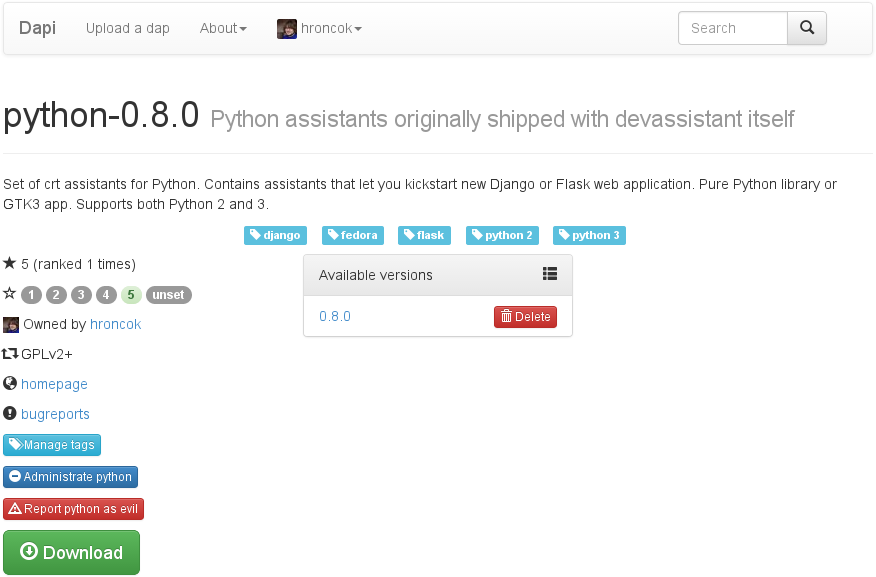 Dapi Upload a dap About hroncok Search
python-0.8.0 Python assistants originally shipped with devassistant itself
Set of crt assistants for Python. Contains assistants that let you kickstart new Django or Flask web application. Pure Python library or
GTK3 app. Supports both Python 2 and 3.
django fedora flask python 2 python 3
5 (ranked 1 times)
1 2 3 4 5 unset
Owned by hroncok
GPLv2+
homepage
bugreports
Manage tags
Administrate python
Report python as evil
Download
Available versions
0.8.0 Delete